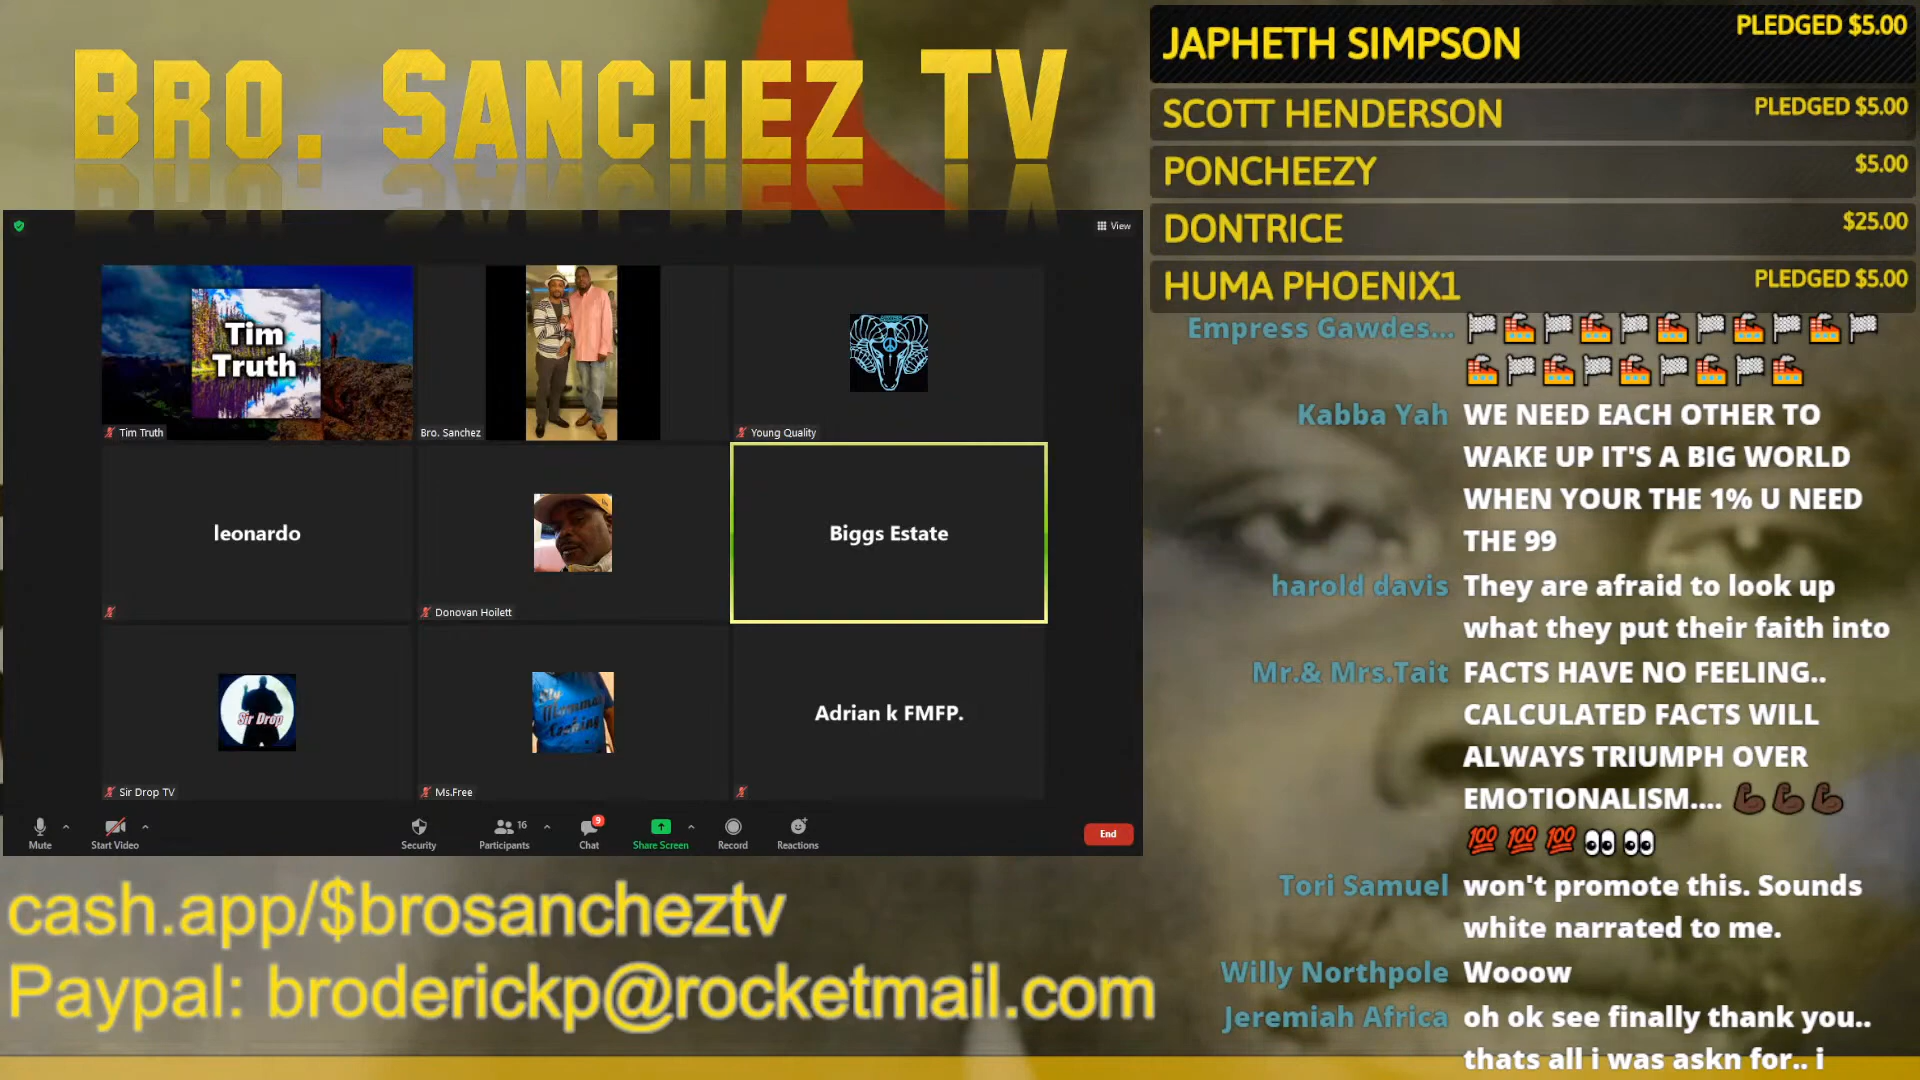 BRO. SANCHEZ TV
View
Tim
Truth
Tim Truth
Bro. Sanchez
Young Quality
leonardo
Donovan Hoilett
Biggs Estate
Sir Drop
Sir Drop TV
Ms.Free
Adrian k FMFP.
Mute
Start Video
Security
16
Participants
9
Chat
Share Screen
Record
Reactions
End
cash.app/$brosancheztv
Paypal: broderickp@rocketmail.com
JAPHETH SIMPSON PLEDGED $5.00
SCOTT HENDERSON PLEDGED $5.00
PONCHEEZY $5.00
DONTRICE $25.00
HUMA PHOENIX1 PLEDGED $5.00
Empress Gawdes...
Kabba Yah WE NEED EACH OTHER TO
WAKE UP IT'S A BIG WORLD
WHEN YOUR THE 1% U NEED
THE 99
harold davis They are afraid to look up
what they put their faith into
Mr.& Mrs.Tait FACTS HAVE NO FEELING..
CALCULATED FACTS WILL
ALWAYS TRIUMPH OVER
EMOTIONALISM.... 💪🏿💪🏿💪🏿
💯💯💯👀👀
Tori Samuel won't promote this. Sounds
white narrated to me.
Willy Northpole Wooow
Jeremiah Africa oh ok see finally thank you..
thats all i was askn for.. i